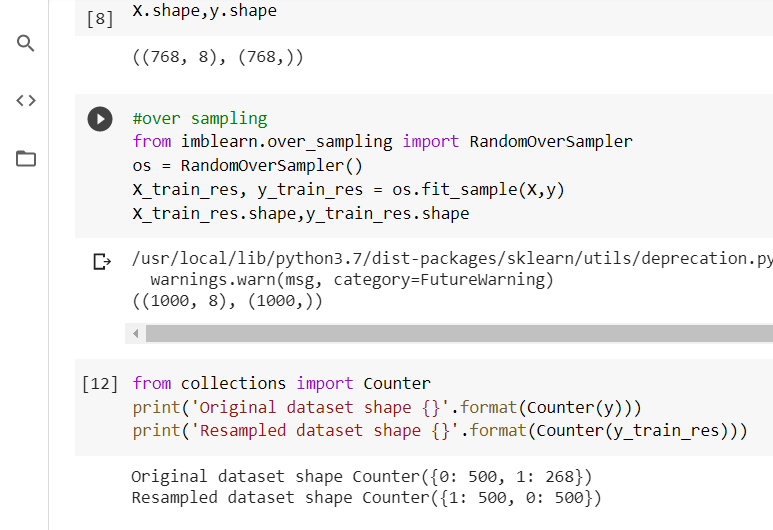 [8]
X.shape,y.shape
((768, 8), (768,))
#over sampling
from imblearn.over_sampling import RandomOverSampler
os = RandomOverSampler()
X_train_res, y_train_res = os.fit_sample(X,y)
X_train_res.shape,y_train_res.shape
/usr/local/lib/python3.7/dist-packages/sklearn/utils/deprecation.py
warnings.warn(msg, category=FutureWarning)
((1000, 8), (1000,))
[12] from collections import Counter
print('Original dataset shape {}'.format(Counter(y)))
print('Resampled dataset shape {}'.format(Counter(y_train_res)))
Original dataset shape Counter({0: 500, 1: 268})
Resampled dataset shape Counter({1: 500, 0: 500})